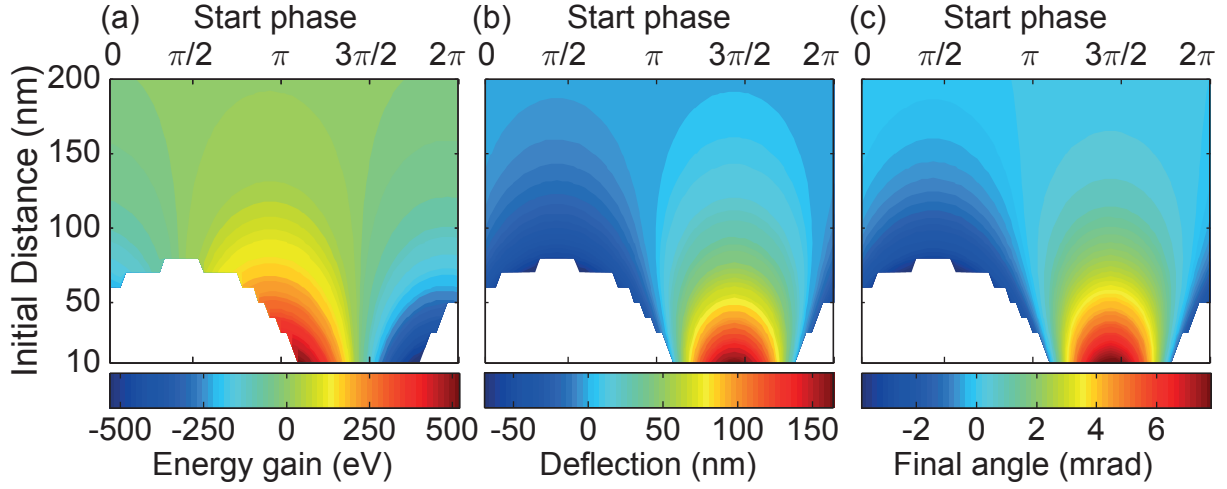 (a) Start phase (b) Start phase (c) Start phase
0 π/2 π 3π/2 2π 0 π/2 π 3π/2 2π 0 π/2 π 3π/2 2π
Initial Distance (nm)
200
150
100
50
10
-500 -250 0 250 500 -50 0 50 100 150 -2 0 2 4 6
Energy gain (eV) Deflection (nm) Final angle (mrad)